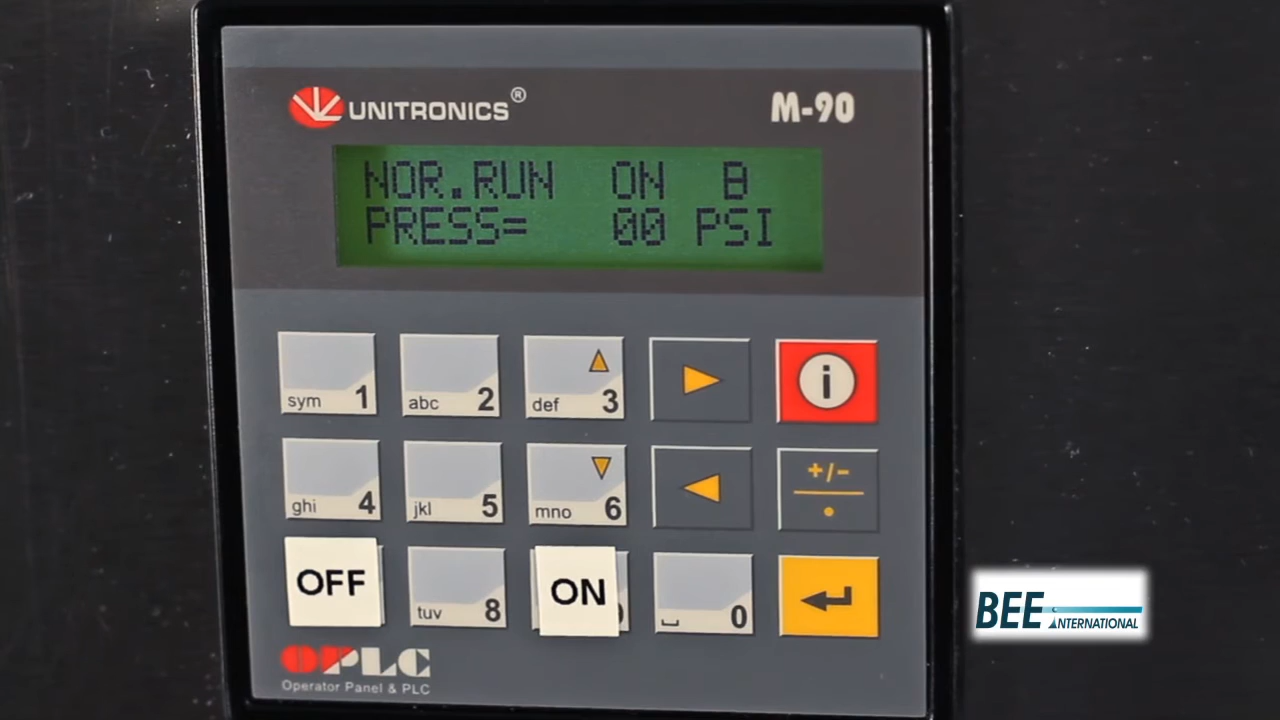 UNITRONICS®
M-90
NOR.RUN ON B
PRESS= 00 PSI
sym 1
abc 2
def 3
i
ghi 4
jkl 5
mno 6
+/-
OFF
tuv 8
ON
0
OPLC
Operator Panel & PLC
BEE INTERNATIONAL